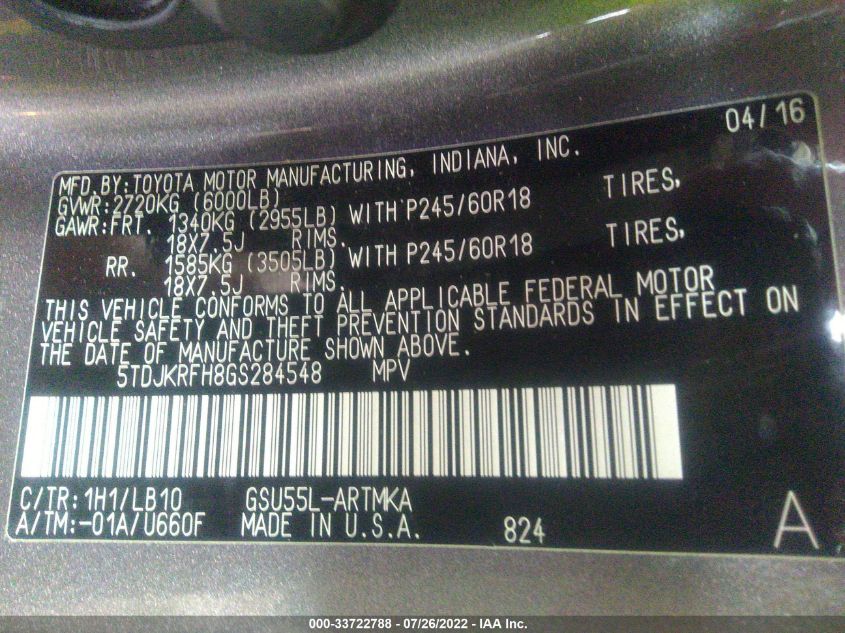 04/16
MFD. BY: TOYOTA MOTOR MANUFACTURING, INDIANA, INC.
GVWR: 2720KG (6000LB)
GAWR: FRT. 1340KG (2955LB) WITH P245/60R18 TIRES,
18X7.5J RIMS.
RR. 1585KG (3505LB) WITH P245/60R18 TIRES,
18X7.5J RIMS.
THIS VEHICLE CONFORMS TO ALL APPLICABLE FEDERAL MOTOR
VEHICLE SAFETY AND THEFT PREVENTION STANDARDS IN EFFECT ON
THE DATE OF MANUFACTURE SHOWN ABOVE.
5TDJKRFH8GS284548 MPV
C/TR: 1H1/LB10 GSU55L-ARTMKA
A/TM: -01A/U660F MADE IN U.S.A. 824 A
000-33722788 - 07/26/2022 - IAA Inc.